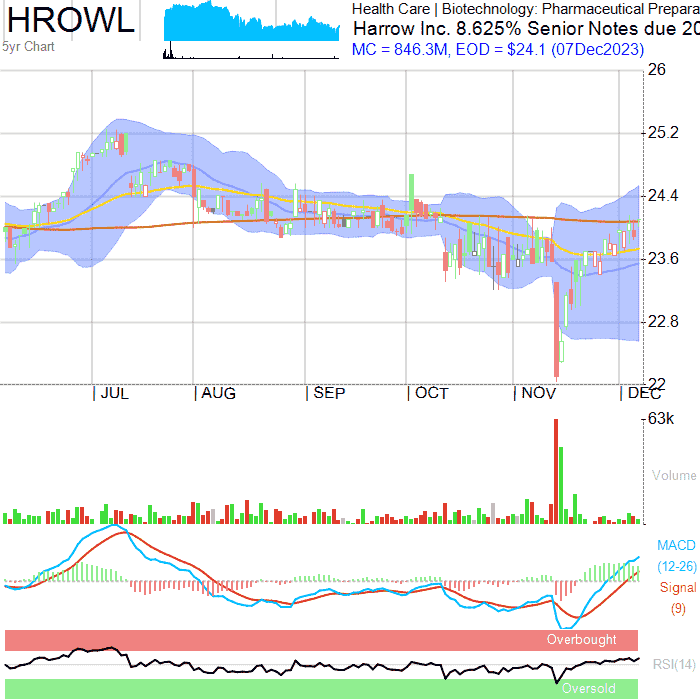 HROWL
5yr Chart
Health Care | Biotechnology: Pharmaceutical Prepara
Harrow Inc. 8.625% Senior Notes due 20
MC = 846.3M, EOD = $24.1 (07Dec2023)
26
25.2
24.4
23.6
22.8
22
| JUL
| AUG
| SEP
| OCT
| NOV
| DEC
63k
Volume
MACD
(12-26)
Signal
(9)
Overbought
RSI(14)
Oversold